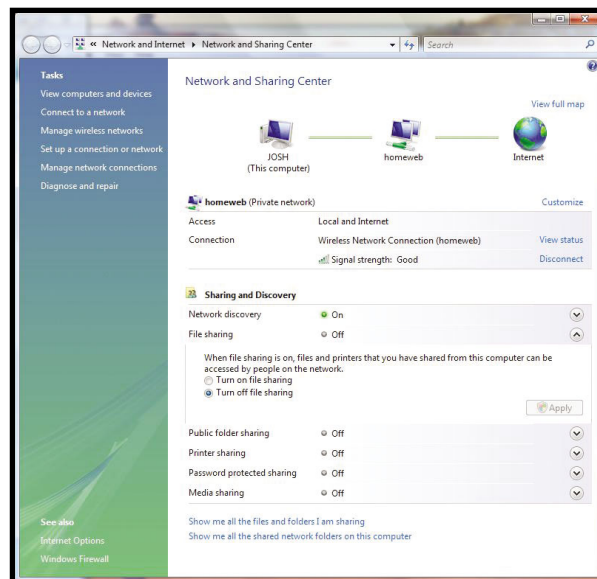 « Network and Internet ▸ Network and Sharing Center
Search
Tasks
View computers and devices
Connect to a network
Manage wireless networks
Set up a connection or network
Manage network connections
Diagnose and repair
See also
Internet Options
Windows Firewall
Network and Sharing Center
View full map
JOSH
(This computer)
homeweb
Internet
homeweb (Private network) Customize
Access Local and Internet
Connection Wireless Network Connection (homeweb) View status
Signal strength: Good Disconnect
Sharing and Discovery
Network discovery On
File sharing Off
When file sharing is on, files and printers that you have shared from this computer can be
accessed by people on the network.
Turn on file sharing
Turn off file sharing
Apply
Public folder sharing Off
Printer sharing Off
Password protected sharing Off
Media sharing Off
Show me all the files and folders I am sharing
Show me all the shared network folders on this computer